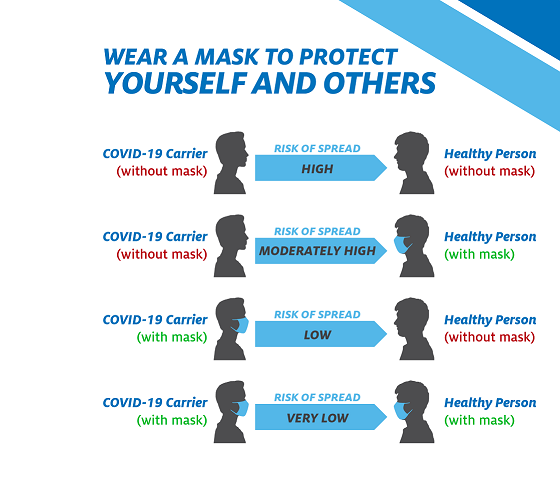 WEAR A MASK TO PROTECT
YOURSELF AND OTHERS
COVID-19 Carrier
(without mask)
RISK OF SPREAD
HIGH
Healthy Person
(without mask)
COVID-19 Carrier
(without mask)
RISK OF SPREAD
MODERATELY HIGH
Healthy Person
(with mask)
COVID-19 Carrier
(with mask)
RISK OF SPREAD
LOW
Healthy Person
(without mask)
COVID-19 Carrier
(with mask)
RISK OF SPREAD
VERY LOW
Healthy Person
(with mask)